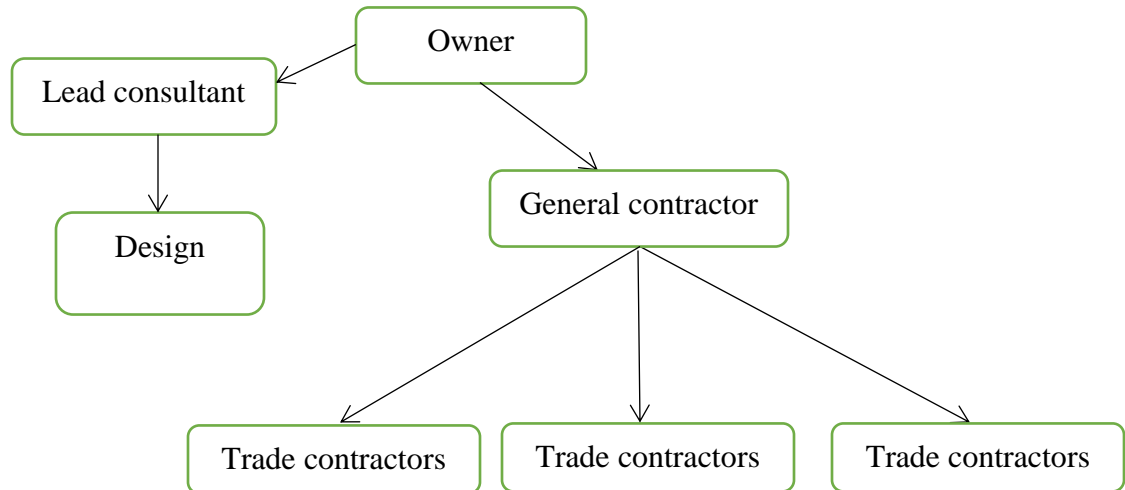 Owner
Lead consultant
General contractor
Design
Trade contractors
Trade contractors
Trade contractors